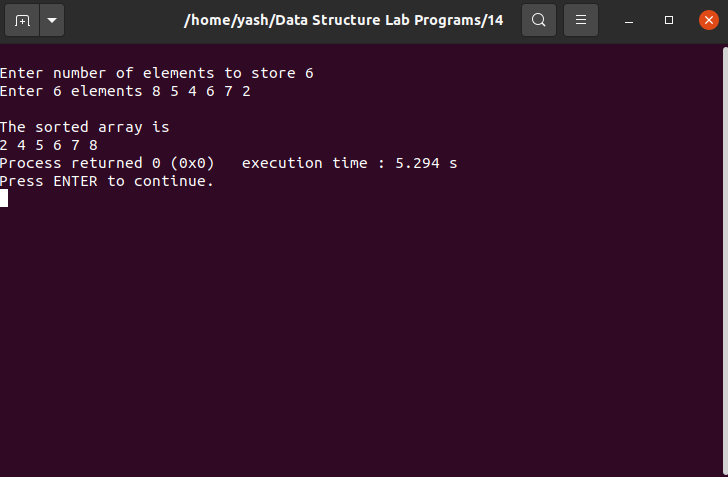 /home/yash/Data Structure Lab Programs/14
Enter number of elements to store 6
Enter 6 elements 8 5 4 6 7 2
The sorted array is
2 4 5 6 7 8
Process returned 0 (0x0)   execution time : 5.294 s
Press ENTER to continue.